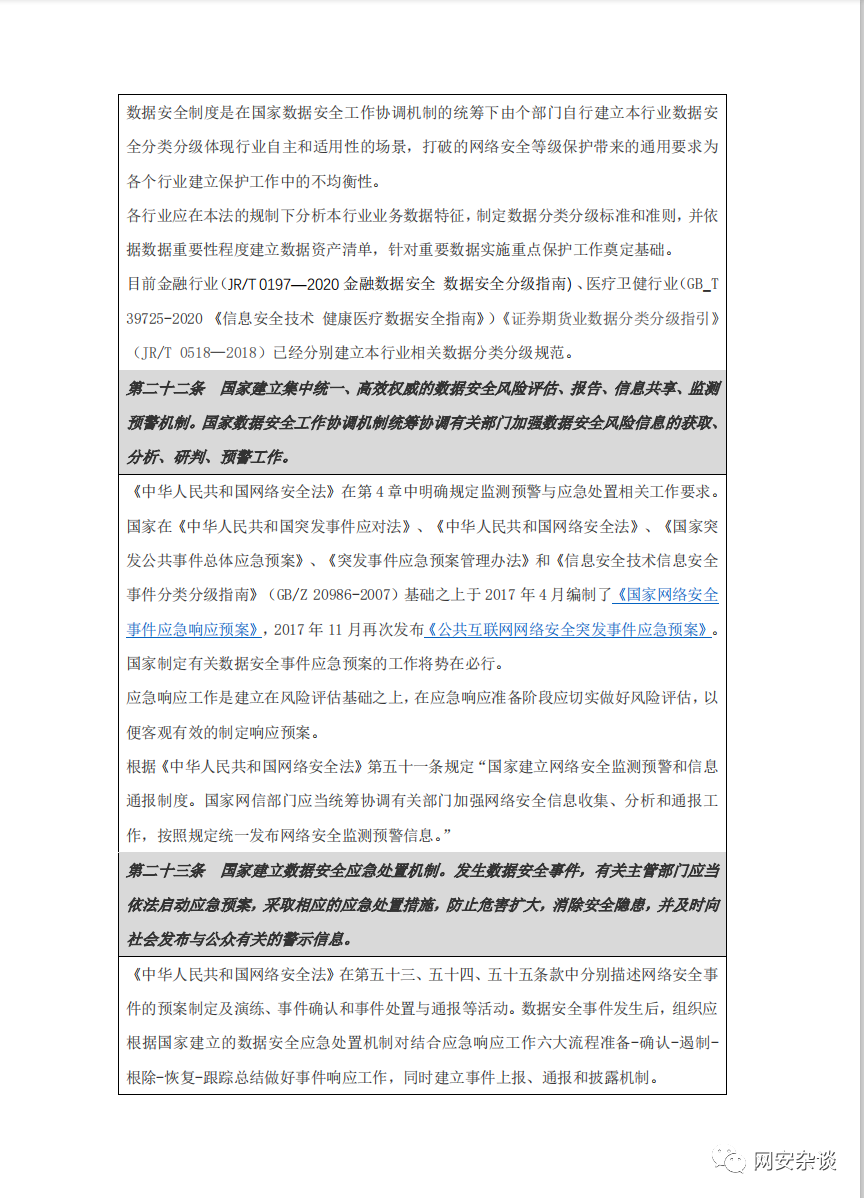 数据安全制度是在国家数据安全工作协调机制的统筹下由个部门自行建立本行业数据安
全分类分级体现行业自主和适用性的场景，打破的网络安全等级保护带来的通用要求为
各个行业建立保护工作中的不均衡性。
各行业应在本法的规制下分析本行业业务数据特征，制定数据分类分级标准和准则，并依
据数据重要性程度建立数据资产清单，针对重要数据实施重点保护工作奠定基础。
目前金融行业（JR/T 0197—2020 金融数据安全 数据安全分级指南）、医疗卫健行业（GB_T
39725-2020 《信息安全技术 健康医疗数据安全指南》）《证券期货业数据分类分级指引》
（JR/T 0518—2018）已经分别建立本行业相关数据分类分级规范。
第二十二条 国家建立集中统一、高效权威的数据安全风险评估、报告、信息共享、监测
预警机制。国家数据安全工作协调机制统筹协调有关部门加强数据安全风险信息的获取、
分析、研判、预警工作。
《中华人民共和国网络安全法》在第 4 章中明确规定监测预警与应急处置相关工作要求。
国家在《中华人民共和国突发事件应对法》、《中华人民共和国网络安全法》、《国家突
发公共事件总体应急预案》、《突发事件应急预案管理办法》和《信息安全技术信息安全
事件分类分级指南》（GB/Z 20986-2007）基础之上于 2017 年 4 月编制了《国家网络安全
事件应急响应预案》，2017 年 11 月再次发布《公共互联网网络安全突发事件应急预案》。
国家制定有关数据安全事件应急预案的工作将势在必行。
应急响应工作是建立在风险评估基础之上，在应急响应准备阶段应切实做好风险评估，以
便客观有效的制定响应预案。
根据《中华人民共和国网络安全法》第五十一条规定“国家建立网络安全监测预警和信息
通报制度。国家网信部门应当统筹协调有关部门加强网络安全信息收集、分析和通报工
作，按照规定统一发布网络安全监测预警信息。”
第二十三条 国家建立数据安全应急处置机制。发生数据安全事件，有关主管部门应当
依法启动应急预案，采取相应的应急处置措施，防止危害扩大，消除安全隐患，并及时向
社会发布与公众有关的警示信息。
《中华人民共和国网络安全法》在第五十三、五十四、五十五条款中分别描述网络安全事
件的预案制定及演练、事件确认和事件处置与通报等活动。数据安全事件发生后，组织应
根据国家建立的数据安全应急处置机制对结合应急响应工作六大流程准备-确认-遏制-
根除-恢复-跟踪总结做好事件响应工作，同时建立事件上报、通报和披露机制。
网安杂谈